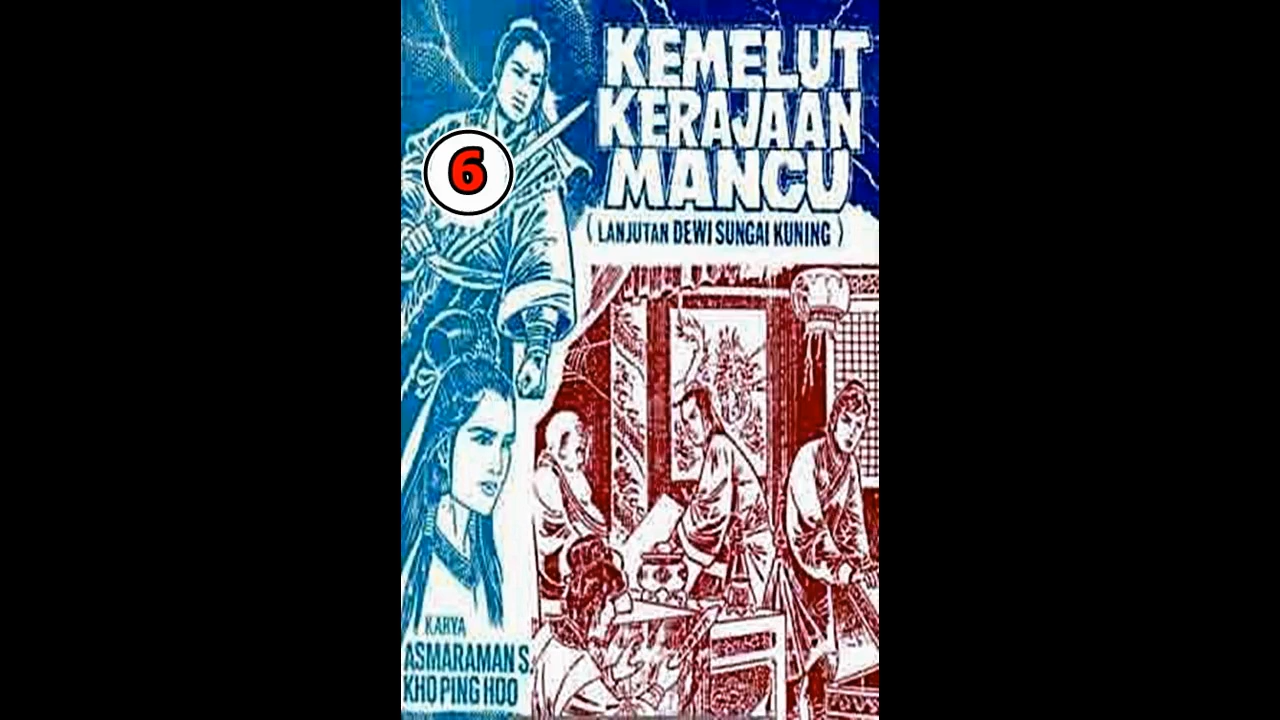 KEMELUT
KERAJAAN
MANCU
( LANJUTAN DEWI SUNGAI KUNING )
6
KARYA
ASMARAMAN S.
KHO PING HOO